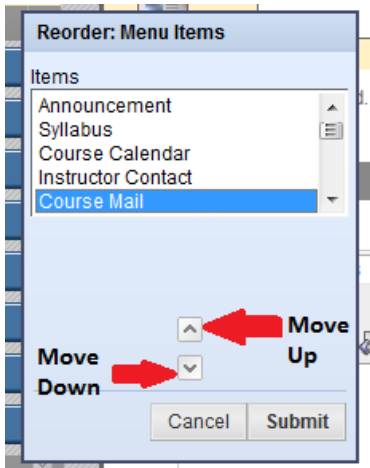 Reorder: Menu Items
Items
Announcement
Syllabus
Course Calendar
Instructor Contact
Course Mail
Move
Up
Move
Down
Cancel Submit